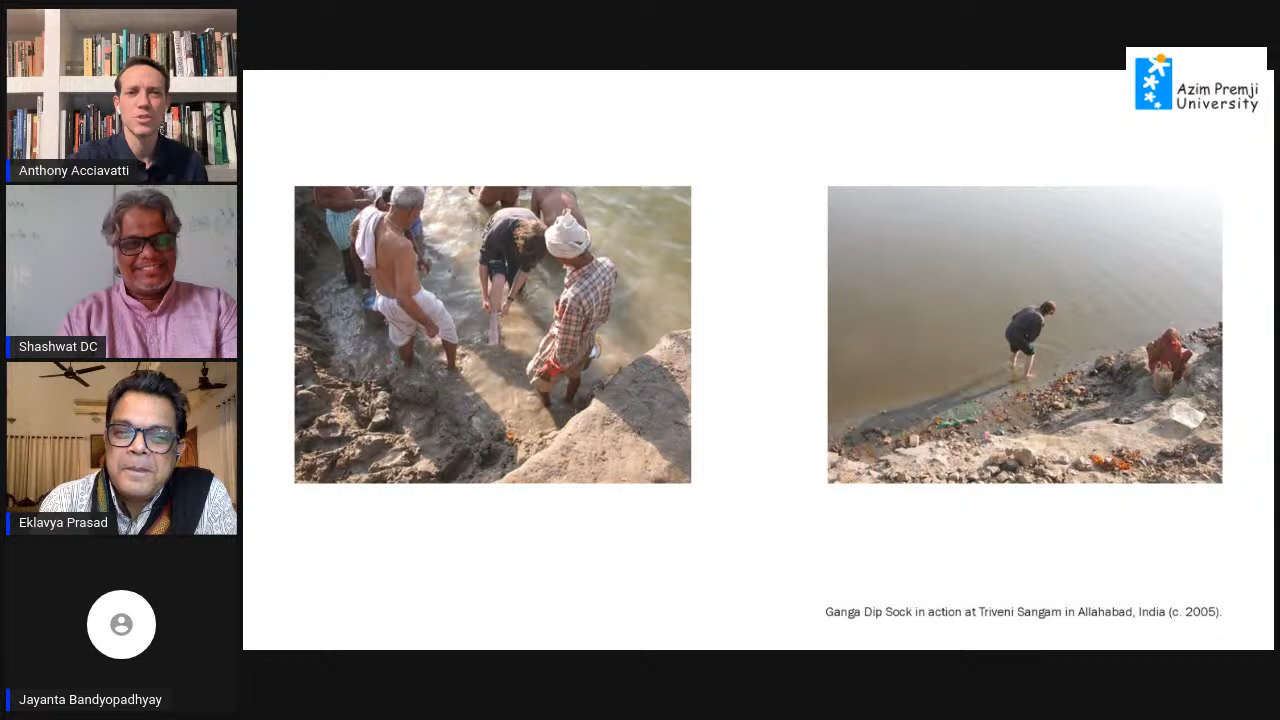 Anthony Acciavatti
Shashwat DC
Eklavya Prasad
Jayanta Bandyopadhyay
Azim Premji
University
Ganga Dip Sock in action at Triveni Sangam in Allahabad, India (c. 2005).